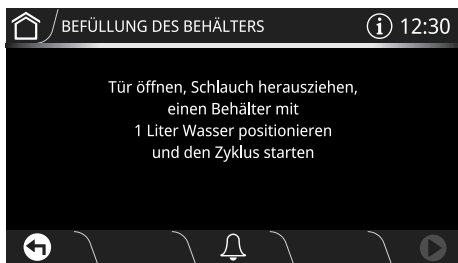 BEFÜLLUNG DES BEHÄLTERS
12:30
Tür öffnen, Schlauch herausziehen,
einen Behälter mit
1 Liter Wasser positionieren
und den Zyklus starten